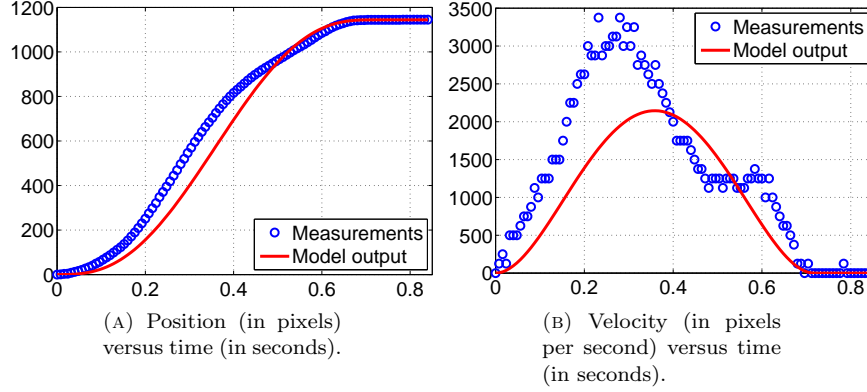 1200
1000
800
600
400
200
0
0
0.2
0.4
0.6
0.8
Measurements
Model output
(A) Position (in pixels)
versus time (in seconds).
3500
3000
2500
2000
1500
1000
500
0
0
0.2
0.4
0.6
0.8
Measurements
Model output
(B) Velocity (in pixels
per second) versus time
(in seconds).